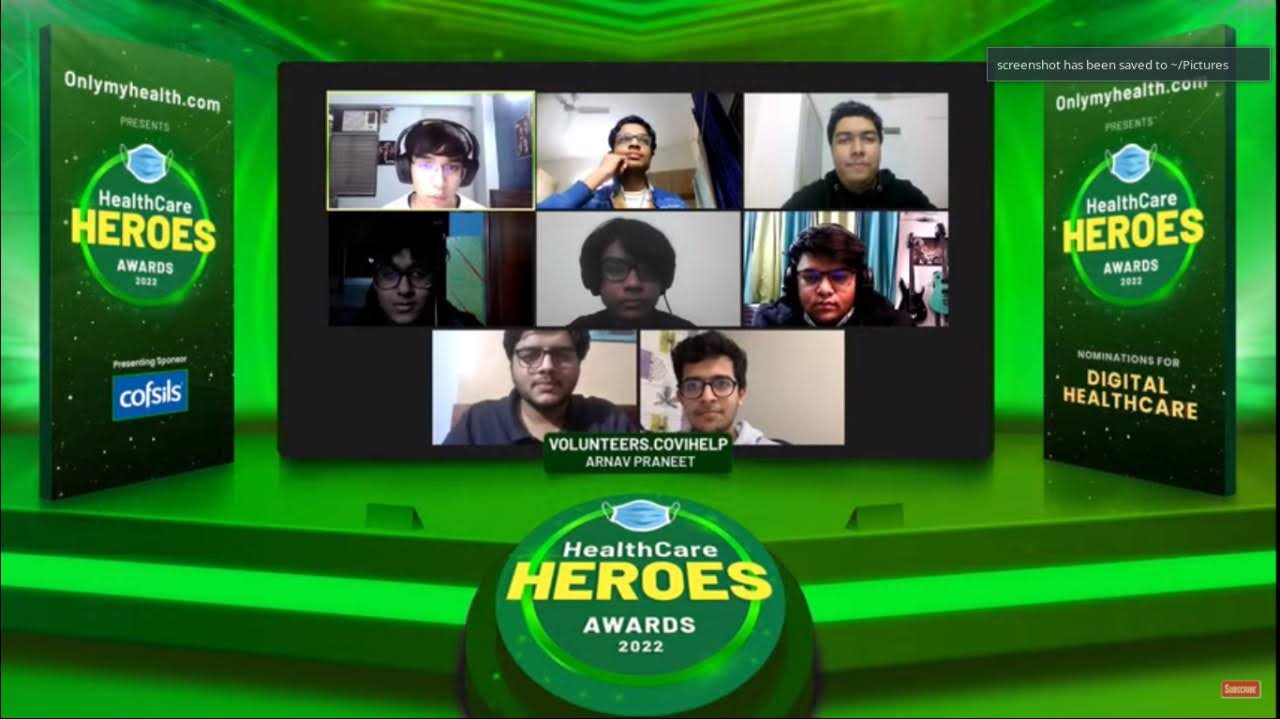 screenshot has been saved to ~/Pictures
Onlymyhealth.com
PRESENTS
HealthCare
HEROES
AWARDS
2022
Presenting Sponsor
cofsils
VOLUNTEERS.COVIHELP
ARNAV PRANEET
Onlymyhealth.com
PRESENTS
HealthCare
HEROES
AWARDS
2022
NOMINATIONS FOR
DIGITAL
HEALTHCARE
HealthCare
HEROES
AWARDS
2022
SUBSCRIBE